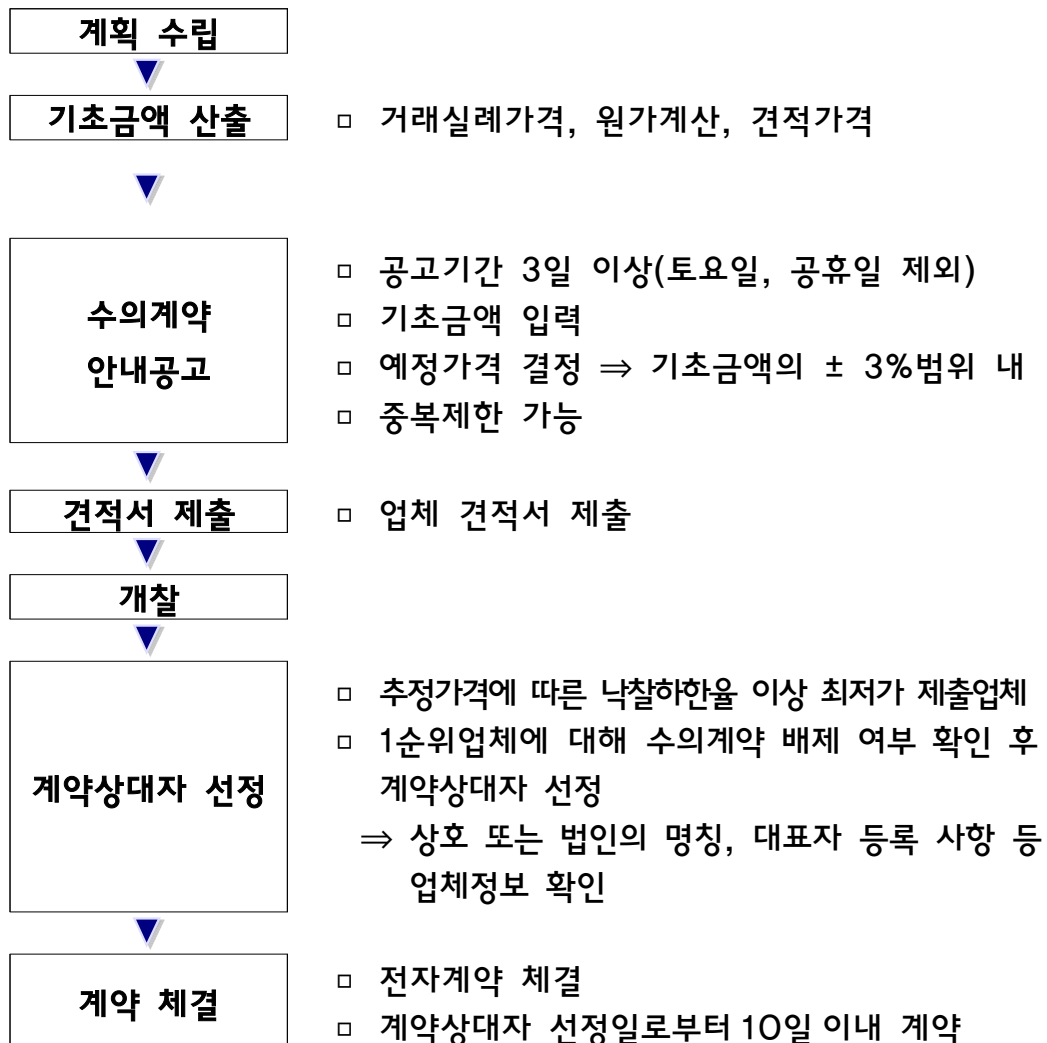 계획 수립
▼
기초금액 산출
▫ 거래실례가격, 원가계산, 견적가격
▼
수의계약
안내공고
▫ 공고기간 3일 이상(토요일, 공휴일 제외)
▫ 기초금액 입력
▫ 예정가격 결정 ⇒ 기초금액의 ± 3%범위 내
▫ 중복제한 가능
▼
견적서 제출
▫ 업체 견적서 제출
▼
개찰
▼
계약상대자 선정
▫ 추정가격에 따른 낙찰하한율 이상 최저가 제출업체
▫ 1순위업체에 대해 수의계약 배제 여부 확인 후
계약상대자 선정
⇒ 상호 또는 법인의 명칭, 대표자 등록 사항 등
업체정보 확인
▼
계약 체결
▫ 전자계약 체결
▫ 계약상대자 선정일로부터 10일 이내 계약